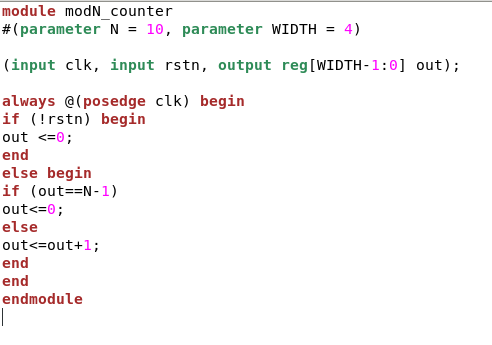 module modN_counter
#(parameter N = 10, parameter WIDTH = 4)
(input clk, input rstn, output reg[WIDTH-1:0] out);
always @(posedge clk) begin
if (!rstn) begin
out <=0;
end
else begin
if (out==N-1)
out<=0;
else
out<=out+1;
end
end
endmodule